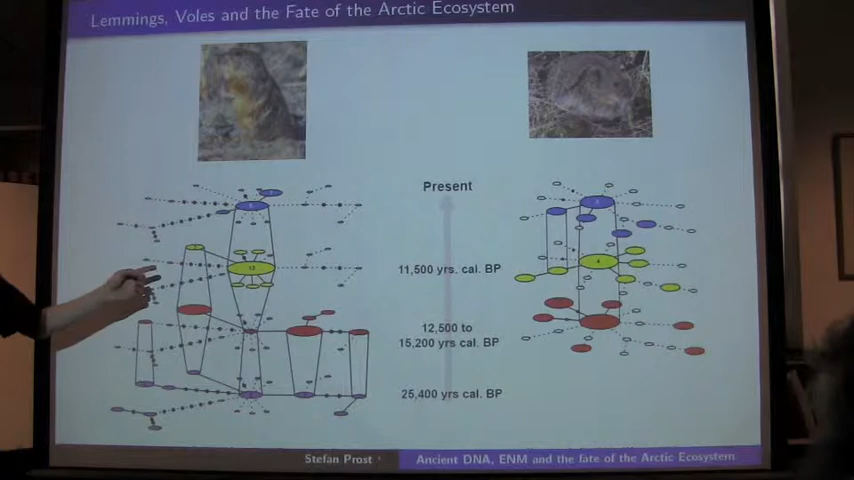 Lemmings, Voles and the Fate of the Arctic Ecosystem
Present
11,500 yrs. cal. BP
12,500 to
15,200 yrs cal. BP
25,400 yrs cal. BP
Stefan Prost
Ancient DNA, ENM and the fate of the Arctic Ecosystem